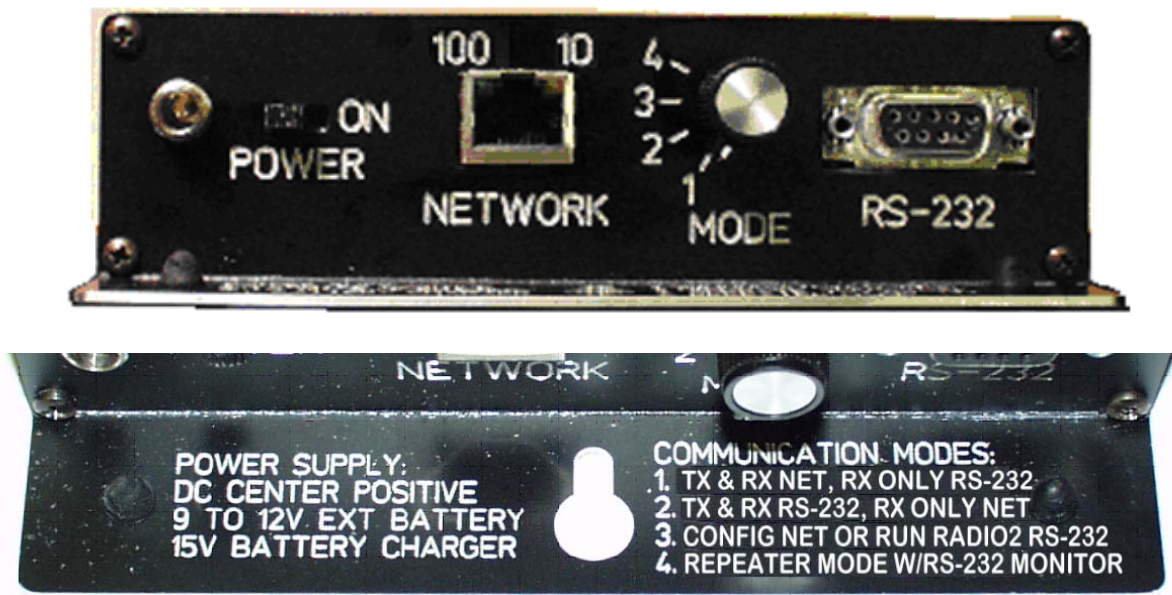 100 10
4
3
2
1
ON
POWER
NETWORK
MODE
RS-232
NETWORK
2
M
RS-232
POWER SUPPLY:
DC CENTER POSITIVE
9 TO 12V EXT BATTERY
15V BATTERY CHARGER
COMMUNICATION MODES:
1. TX & RX NET, RX ONLY RS-232
2. TX & RX RS-232, RX ONLY NET
3. CONFIG NET OR RUN RADIO2 RS-232
4. REPEATER MODE W/RS-232 MONITOR